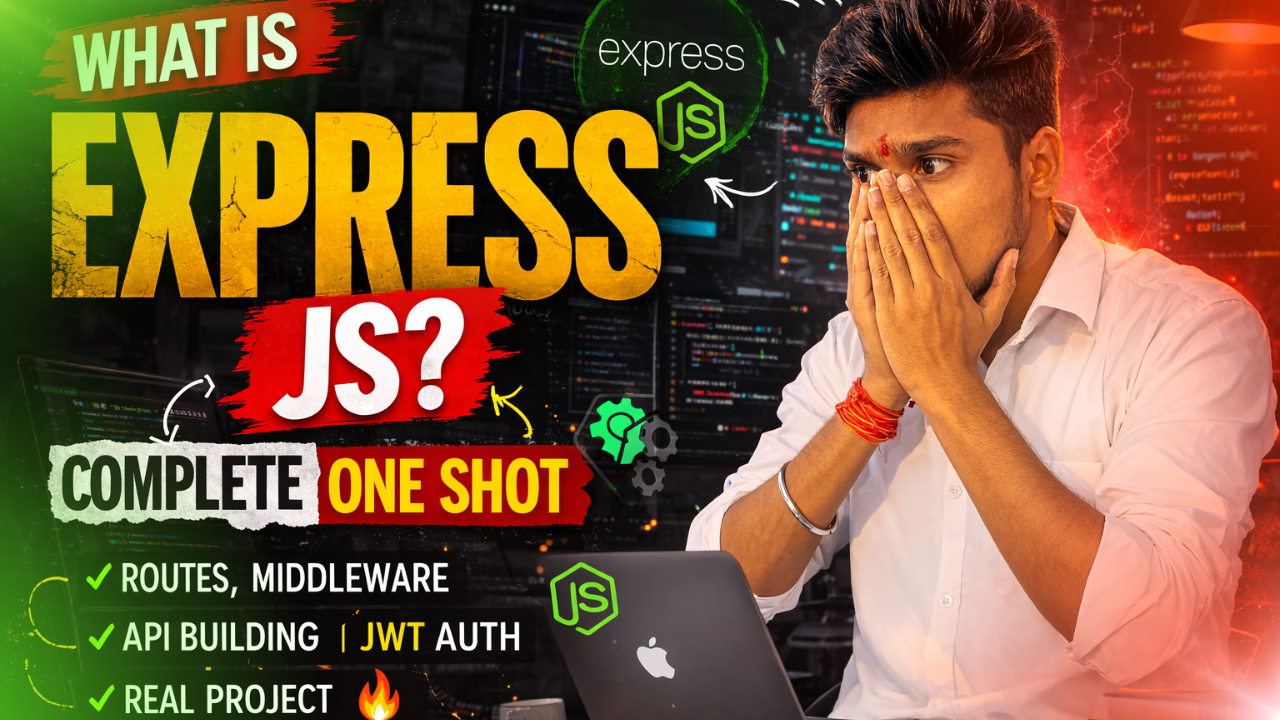 WHAT IS
express
JS
EXPRESS
JS?
COMPLETE ONE SHOT
✓ ROUTES, MIDDLEWARE
✓ API BUILDING | JWT AUTH
JS
✓ REAL PROJECT 🔥